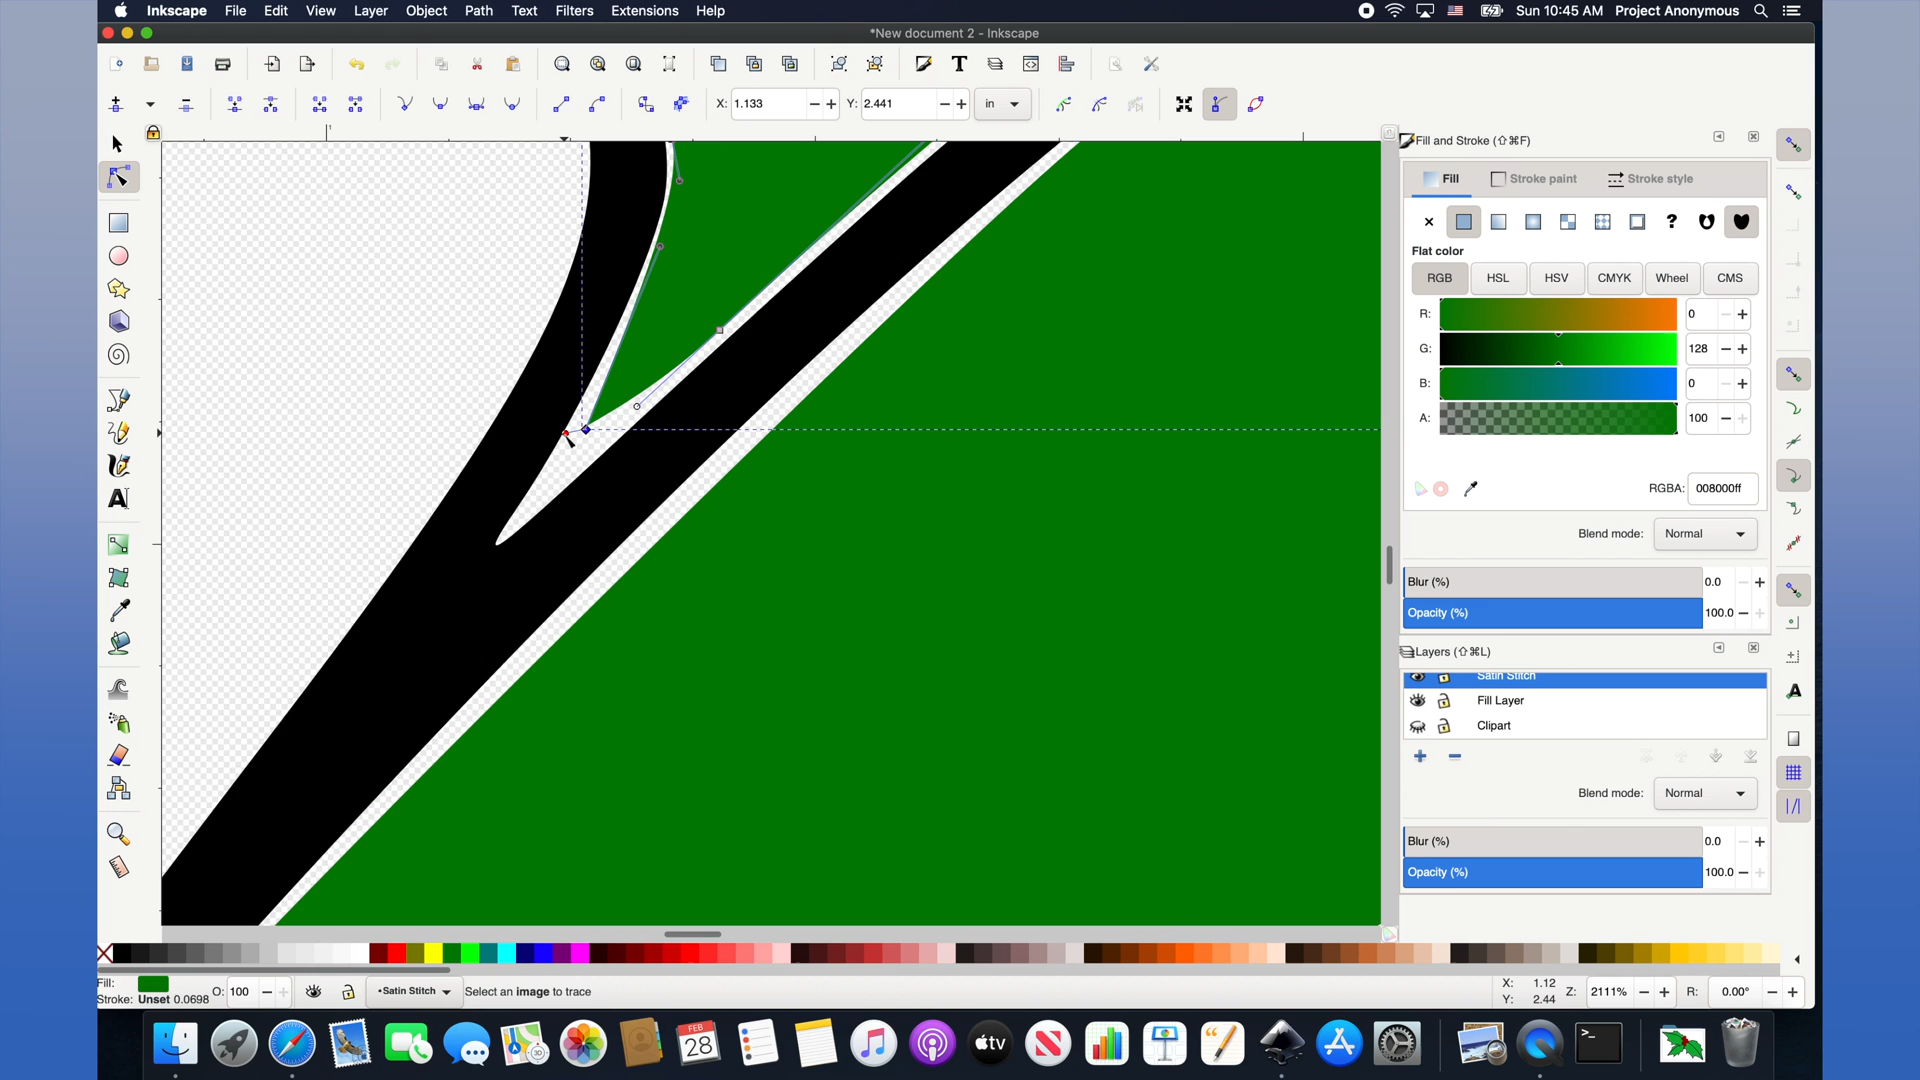 Inkscape File Edit View Layer Object Path Text Filters Extensions Help Sun 10:45 AM Project Anonymous
*New document 2 - Inkscape
X: 1.133 Y: 2.441 in
1
Fill and Stroke (⇧⌘F)
Fill Stroke paint Stroke style
Flat color
RGB HSL HSV CMYK Wheel CMS
R: 0
G: 128
B: 0
A: 100
RGBA: 008000ff
Blend mode: Normal
Blur (%) 0.0
Opacity (%) 100.0
Layers (⇧⌘L)
Satin Stitch
Fill Layer
Clipart
Blend mode: Normal
Blur (%) 0.0
Opacity (%) 100.0
Fill:
Stroke: Unset 0.0698 O: 100 •Satin Stitch Select an image to trace X: 1.12 Y: 2.44 Z: 2111% R: 0.00°
FEB
28
3D
tv
>_